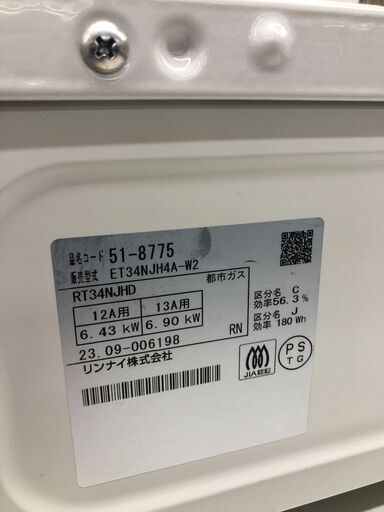 品名コード 51-8775
販売型式 ET34NJH4A-W2
RT34NJHD 都市ガス
12A用 13A用
6.43 kW 6.90 kW
RN
23.09-006198
リンナイ株式会社
区分名 C
効率56.3%
区分名 J
効率 180 Wh
JIA認証
PS
TG